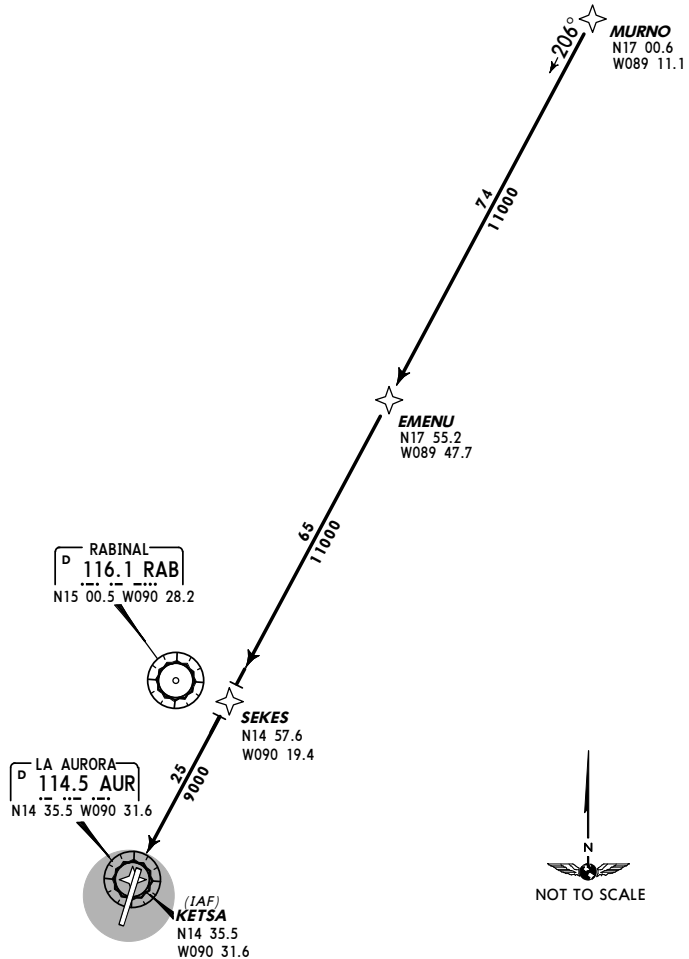 MURNO
N17 00.6
W089 11.1
206°
74
11000
EMENU
N17 55.2
W089 47.7
65
11000
RABINAL
D 116.1 RAB
N15 00.5 W090 28.2
SEKES
N14 57.6
W090 19.4
25
9000
LA AURORA
D 114.5 AUR
N14 35.5 W090 31.6
(IAF)
KETSA
N14 35.5
W090 31.6
N
NOT TO SCALE